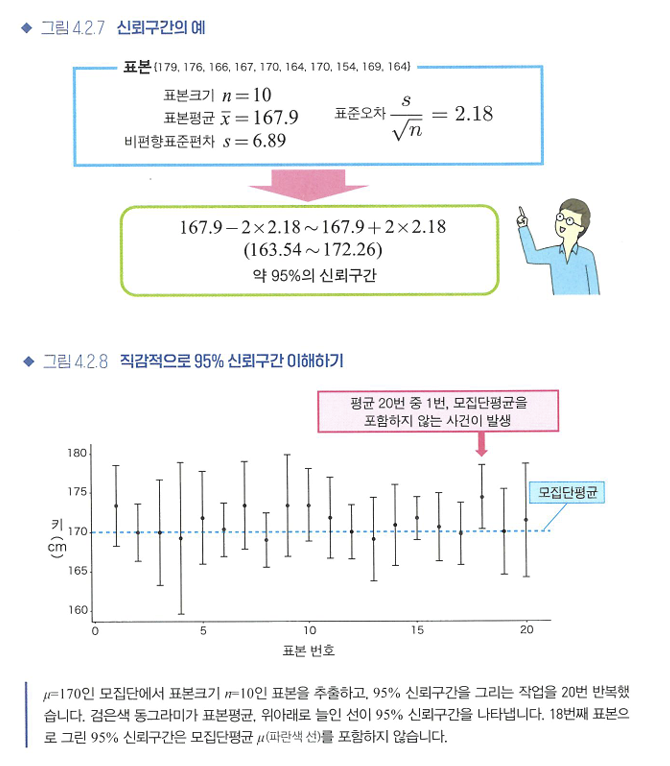 ◆ 그림 4.2.7 신뢰구간의 예
표본 {179, 176, 166, 167, 170, 164, 170, 154, 169, 164}
표본크기 n = 10
표본평균 x̄ = 167.9
비편향표준편차 s = 6.89
표준오차 s/√n = 2.18
167.9 − 2 × 2.18 ~ 167.9 + 2 × 2.18
(163.54 ~ 172.26)
약 95%의 신뢰구간
◆ 그림 4.2.8 직감적으로 95% 신뢰구간 이해하기
평균 20번 중 1번, 모집단평균을
포함하지 않는 사건이 발생
모집단평균
180
175
170
165
160
키
(cm)
0 5 10 15 20
표본 번호
μ=170인 모집단에서 표본크기 n=10인 표본을 추출하고, 95% 신뢰구간을 그리는 작업을 20번 반복했
습니다. 검은색 동그라미가 표본평균, 위아래로 늘인 선이 95% 신뢰구간을 나타냅니다. 18번째 표본으
로 그린 95% 신뢰구간은 모집단평균 μ(파란색 선)를 포함하지 않습니다.